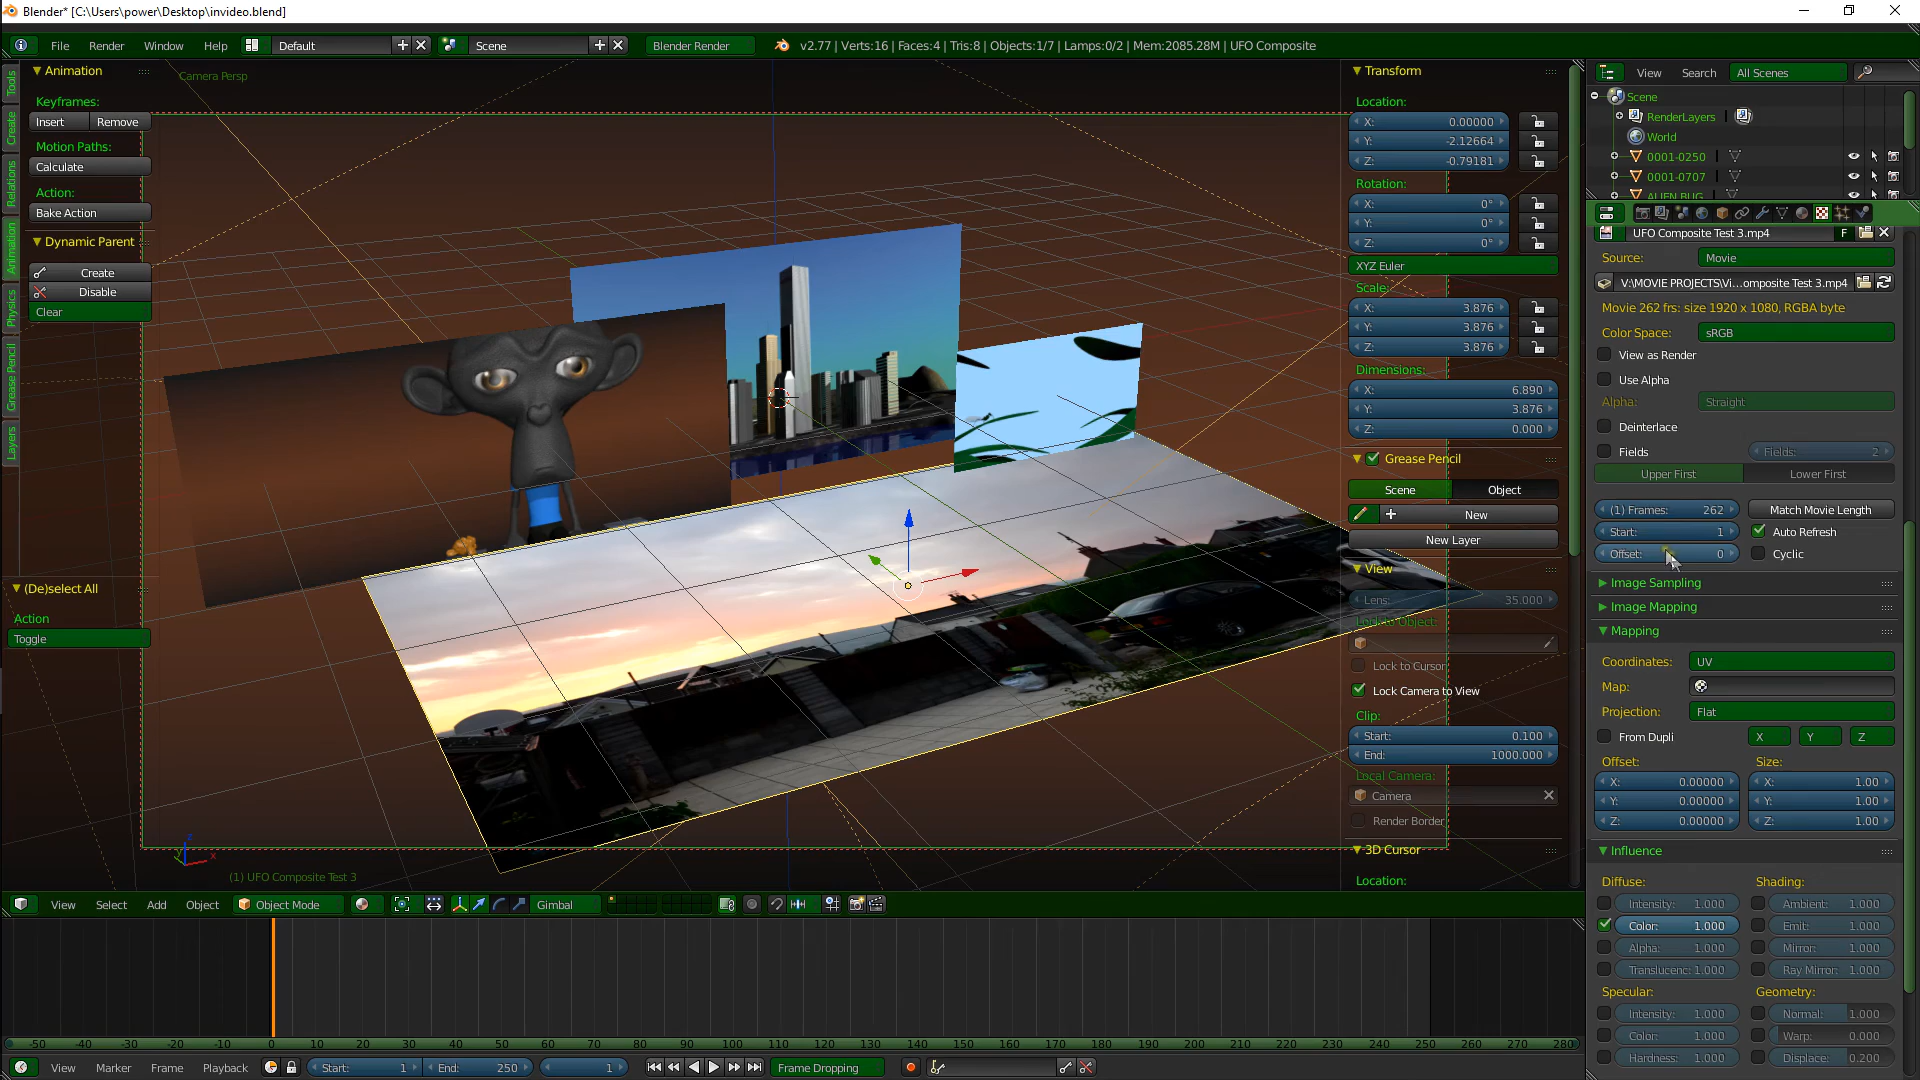 Blender* [C:\Users\power\Desktop\invideo.blend]
File Render Window Help Default Scene Blender Render v2.77 | Verts:16 | Faces:4 | Tris:8 | Objects:1/7 | Lamps:0/2 | Mem:2085.28M | UFO Composite
Tools
Create
Relations
Animation
Physics
Grease Pencil
Layers
Animation
Keyframes:
Insert Remove
Motion Paths:
Calculate
Action:
Bake Action
Dynamic Parent
Create
Disable
Clear
(De)select All
Action
Toggle
Camera Persp
(1) UFO Composite Test 3
Transform
Location:
X: 0.00000
Y: -2.12664
Z: -0.79181
Rotation:
X: 0°
Y: 0°
Z: 0°
XYZ Euler
Scale:
X: 3.876
Y: 3.876
Z: 3.876
Dimensions:
X: 6.890
Y: 3.876
Z: 0.000
Grease Pencil
Scene Object
New
New Layer
View
Lens: 35.000
Lock to Object:
Lock to Cursor
Lock Camera to View
Clip:
Start: 0.100
End: 1000.000
Local Camera:
Camera
Render Border
3D Cursor
Location:
View Search All Scenes
Scene
RenderLayers
World
0001-0250
0001-0707
ALIEN BUG
UFO Composite Test 3.mp4 F
Source: Movie
V:\MOVIE PROJECTS\Vi...omposite Test 3.mp4
Movie 262 frs: size 1920 x 1080, RGBA byte
Color Space: sRGB
View as Render
Use Alpha
Alpha: Straight
Deinterlace
Fields Fields: 2
Upper First Lower First
(1) Frames: 262 Match Movie Length
Start: 1 Auto Refresh
Offset: 0 Cyclic
Image Sampling
Image Mapping
Mapping
Coordinates: UV
Map:
Projection: Flat
From Dupli X Y Z
Offset: Size:
X: 0.00000 X: 1.00
Y: 0.00000 Y: 1.00
Z: 0.00000 Z: 1.00
Influence
Diffuse: Shading:
Intensity: 1.000 Ambient: 1.000
Color: 1.000 Emit: 1.000
Alpha: 1.000 Mirror: 1.000
Translucenc: 1.000 Ray Mirror: 1.000
Specular: Geometry:
Intensity: 1.000 Normal: 1.000
Color: 1.000 Warp: 0.000
Hardness: 1.000 Displace: 0.200
View Select Add Object Object Mode Gimbal
-50 -40 -30 -20 -10 0 10 20 30 40 50 60 70 80 90 100 110 120 130 140 150 160 170 180 190 200 210 220 230 240 250 260 270 280
View Marker Frame Playback Start: 1 End: 250 1 Frame Dropping